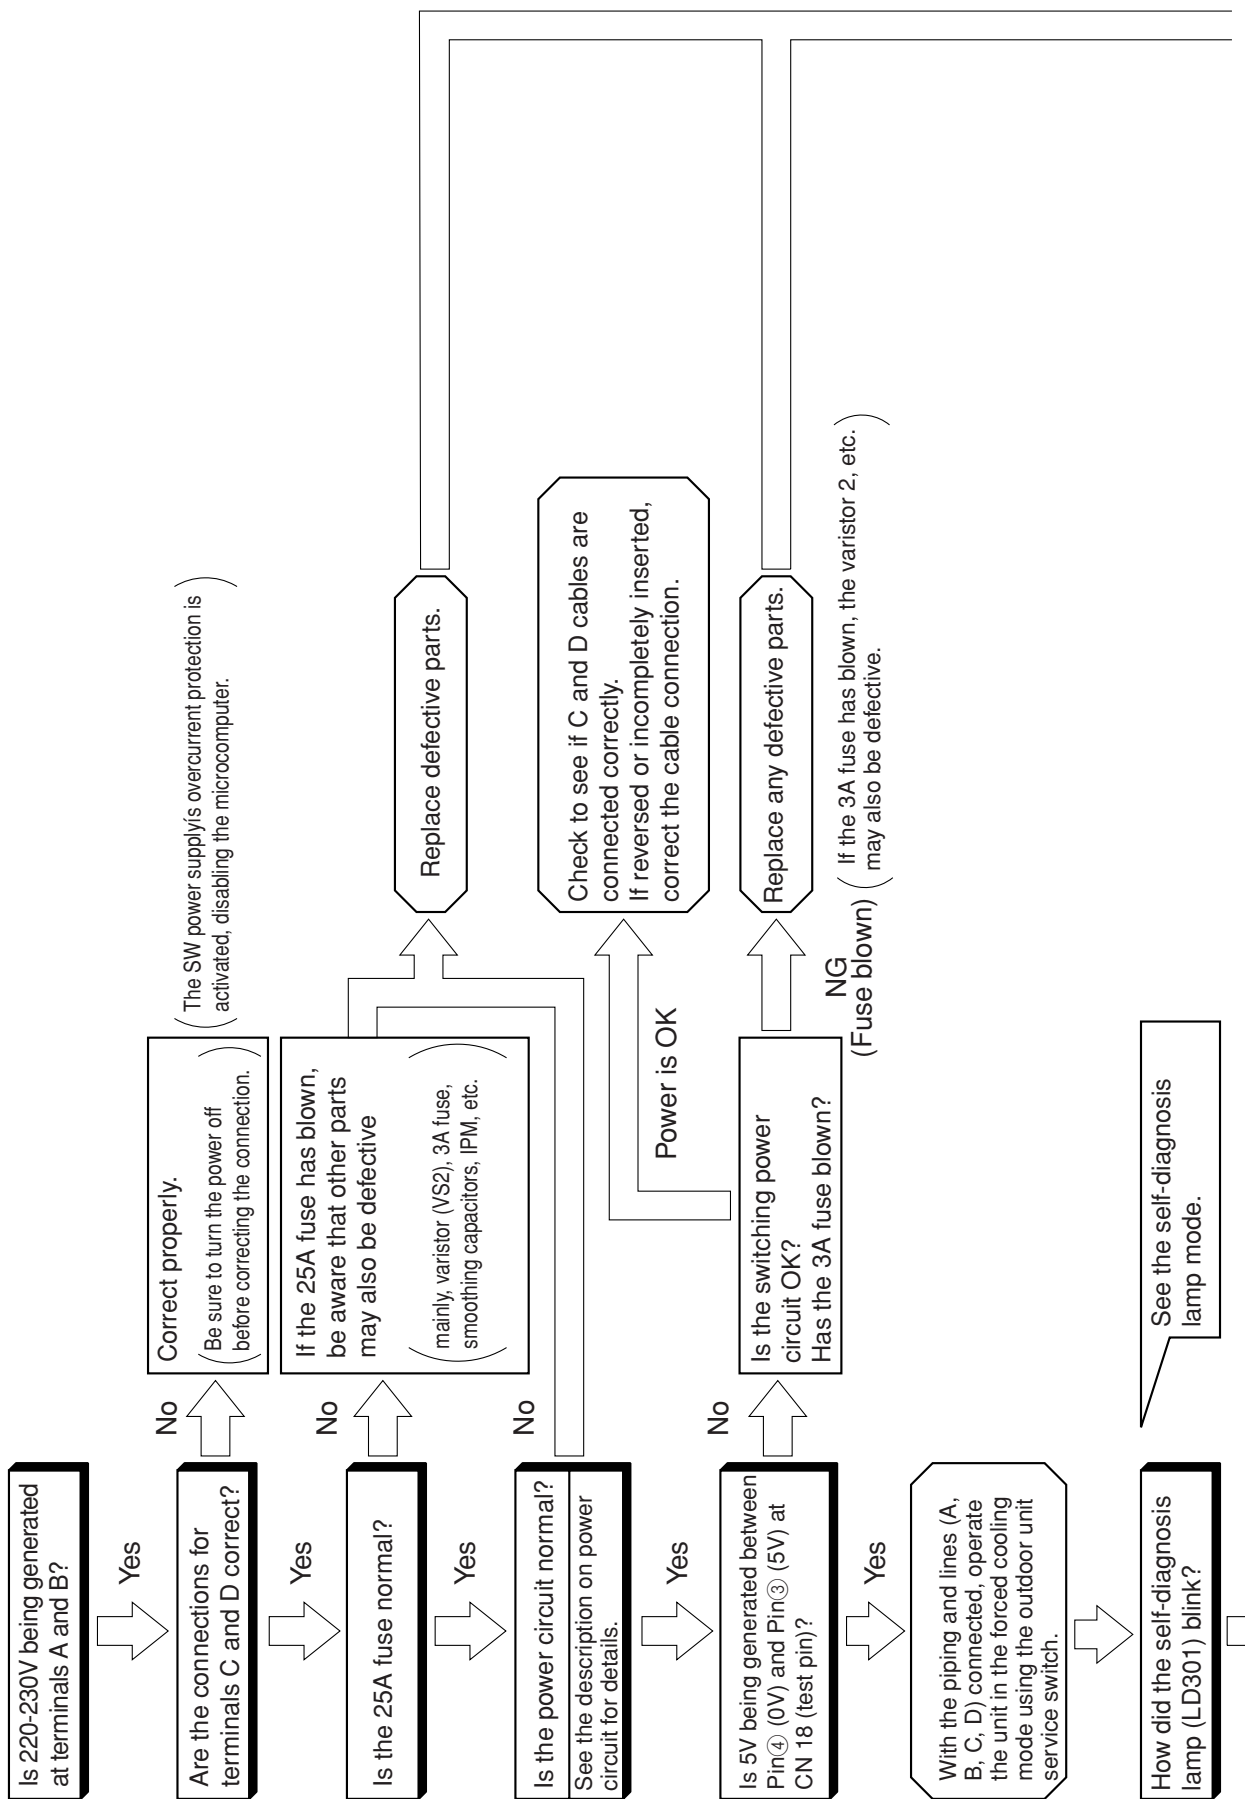 Is 220-230V being generated
at terminals A and B?
Yes
Are the connections for
terminals C and D correct?
No
Correct properly.
Be sure to turn the power off
before correcting the connection.
The SW power supplyís overcurrent protection is
activated, disabling the microcomputer.
Yes
Is the 25A fuse normal?
No
If the 25A fuse has blown,
be aware that other parts
may also be defective
mainly, varistor (VS2), 3A fuse,
smoothing capacitors, IPM, etc.
Replace defective parts.
Yes
Is the power circuit normal?
See the description on power
circuit for details.
No
Yes
Is 5V being generated between
Pin④ (0V) and Pin③ (5V) at
CN 18 (test pin)?
No
Is the switching power
circuit OK?
Has the 3A fuse blown?
Power is OK
Check to see if C and D cables are
connected correctly.
If reversed or incompletely inserted,
correct the cable connection.
NG
(Fuse blown)
Replace any defective parts.
If the 3A fuse has blown, the varistor 2, etc.
may also be defective.
Yes
With the piping and lines (A,
B, C, D) connected, operate
the unit in the forced cooling
mode using the outdoor unit
service switch.
How did the self-diagnosis
lamp (LD301) blink?
See the self-diagnosis
lamp mode.